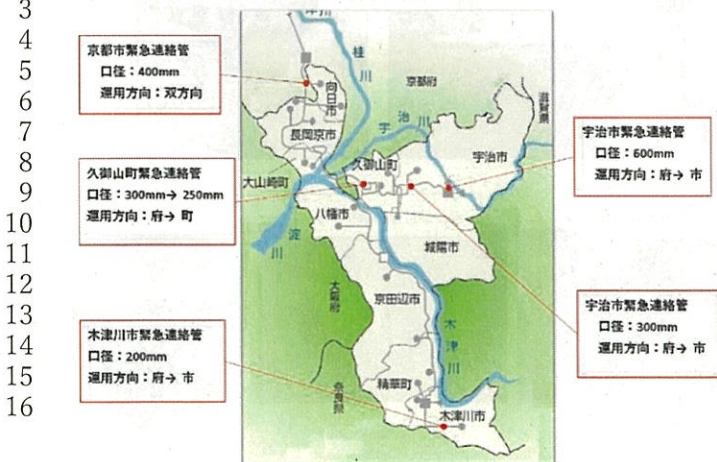 3
4
5
6
7
8
9
10
11
12
13
14
15
16
京都市緊急連絡管
口径：400mm
運用方向：双方向
久御山町緊急連絡管
口径：300mm→ 250mm
運用方向：府→ 町
木津川市緊急連絡管
口径：200mm
運用方向：府→ 市
宇治市緊急連絡管
口径：600mm
運用方向：府→ 市
宇治市緊急連絡管
口径：300mm
運用方向：府→ 市
桂川
京都府
滋賀県
向日市
長岡京市
宇治川
宇治市
久御山町
大山崎町
八幡市
淀川
城陽市
大阪府
京田辺市
木津川
精華町
奈良県
木津川市